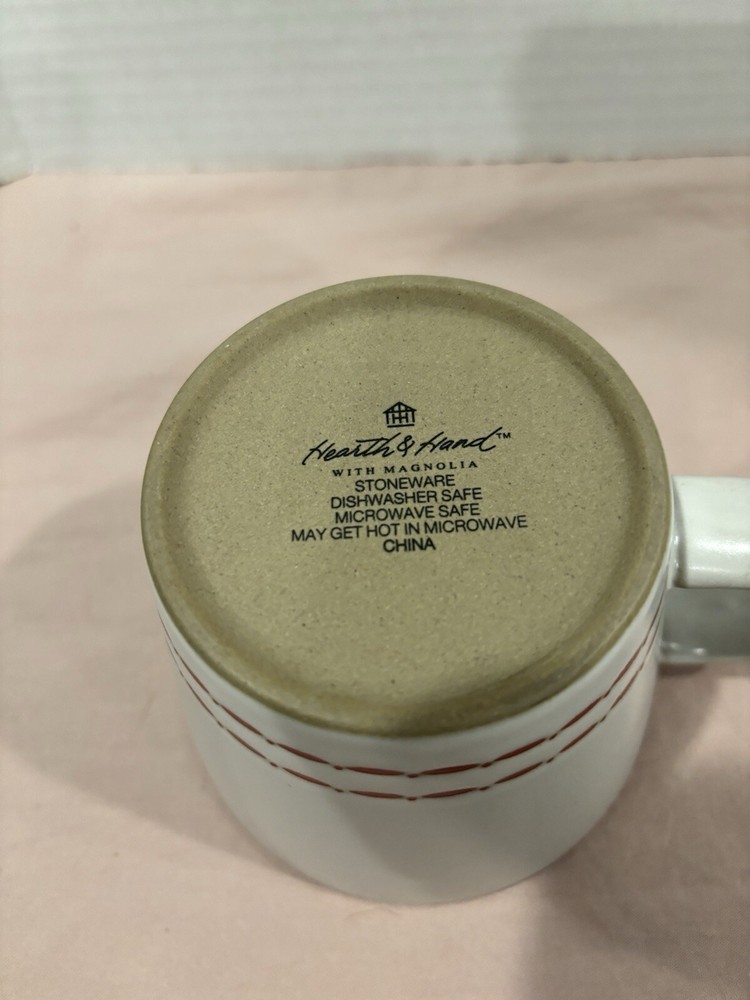 Hearth & Hand™
WITH MAGNOLIA
STONEWARE
DISHWASHER SAFE
MICROWAVE SAFE
MAY GET HOT IN MICROWAVE
CHINA